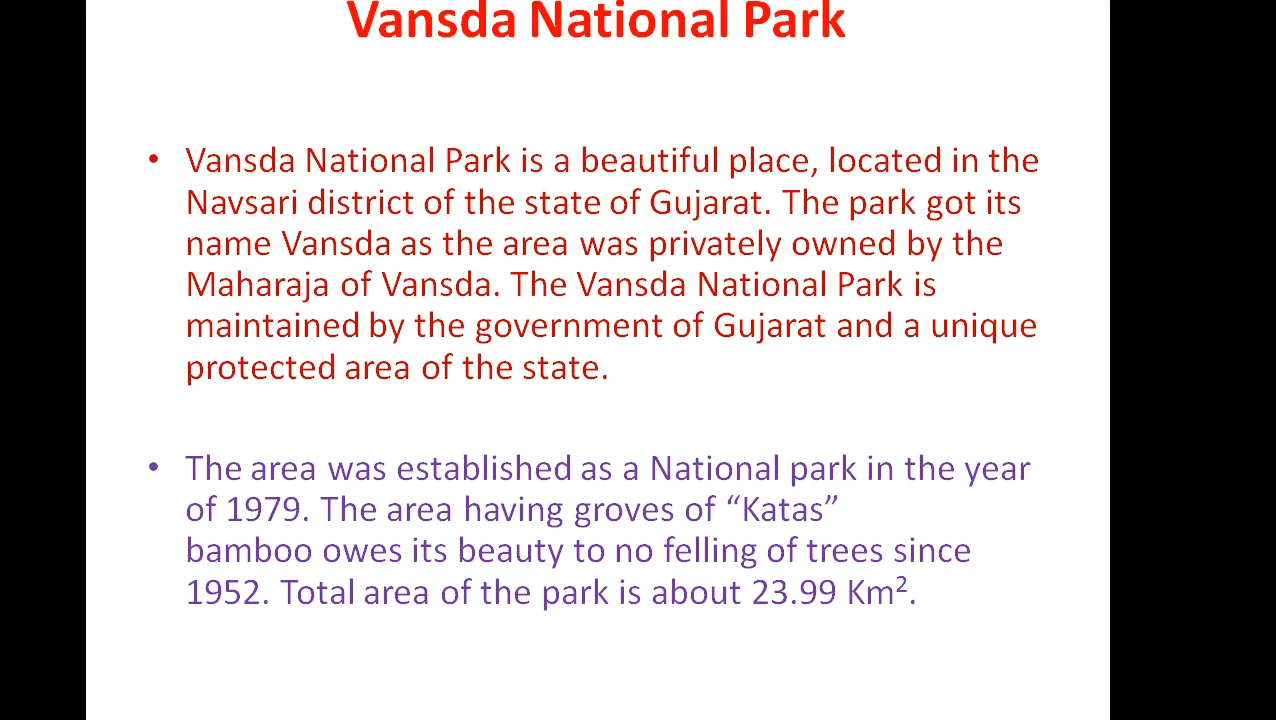 Vansda National Park
• Vansda National Park is a beautiful place, located in the
Navsari district of the state of Gujarat. The park got its
name Vansda as the area was privately owned by the
Maharaja of Vansda. The Vansda National Park is
maintained by the government of Gujarat and a unique
protected area of the state.
• The area was established as a National park in the year
of 1979. The area having groves of “Katas”
bamboo owes its beauty to no felling of trees since
1952. Total area of the park is about 23.99 Km².